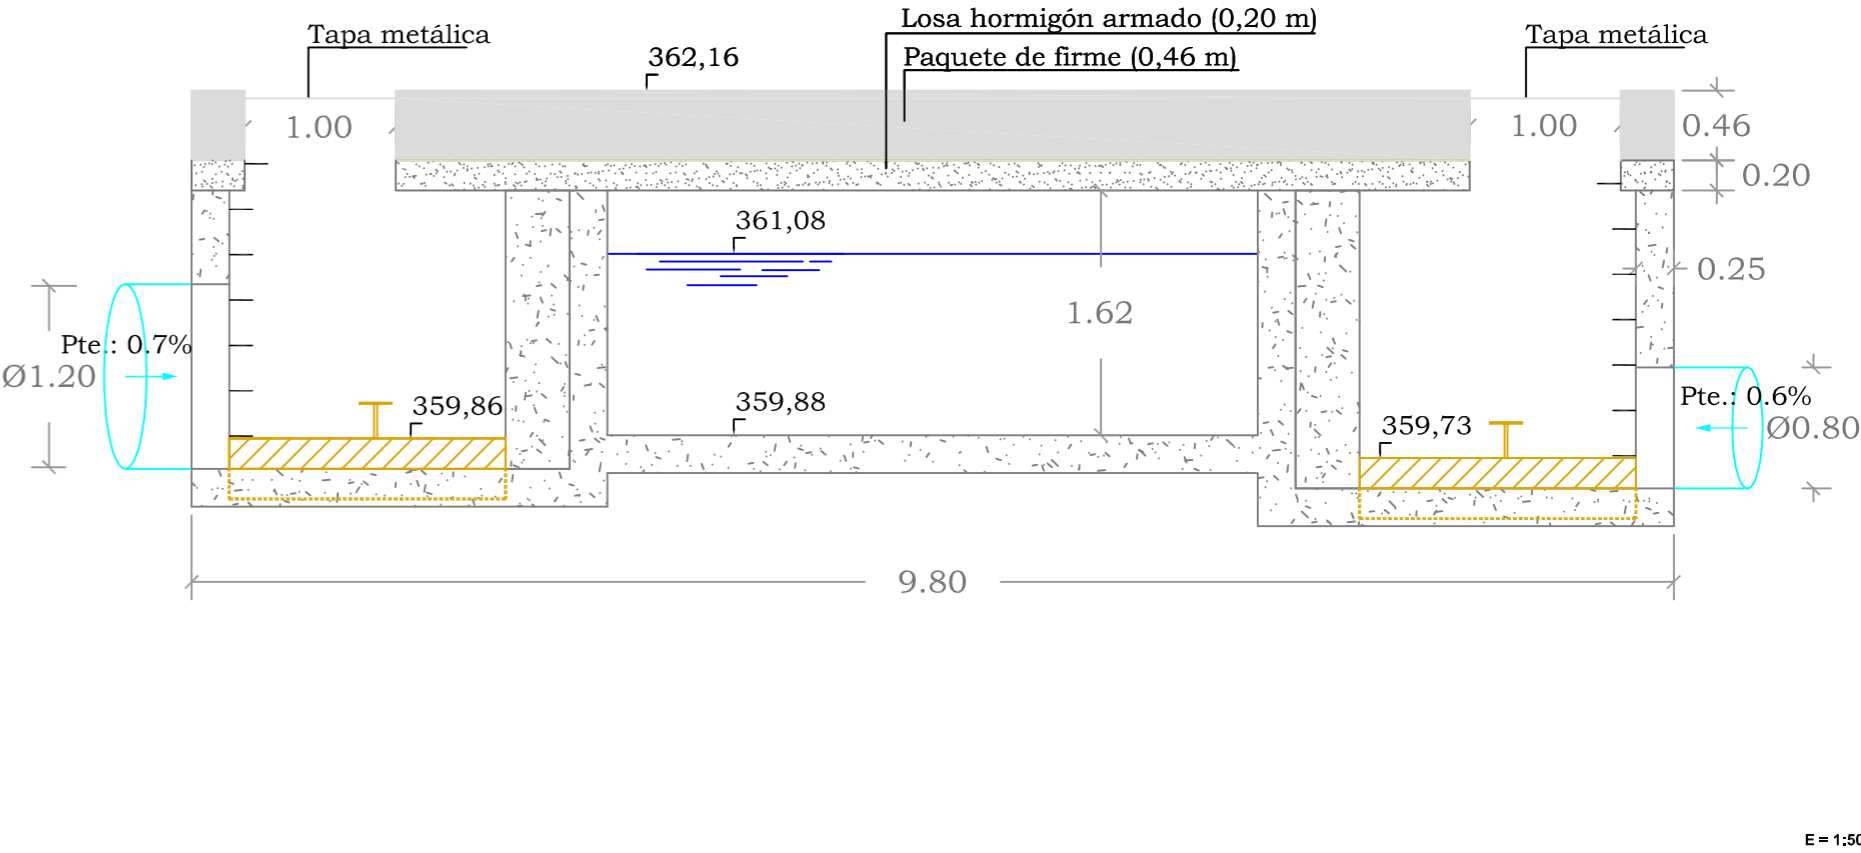 Losa hormigón armado (0,20 m)
Tapa metálica
Tapa metálica
362,16
Paquete de firme (0,46 m)
1.00
1.00
0.46
0.20
361,08
0.25
1.62
Pte.: 0.7%
Ø1.20
359,86
359,88
Pte.: 0.6%
359,73
Ø0.80
9.80
E = 1:50